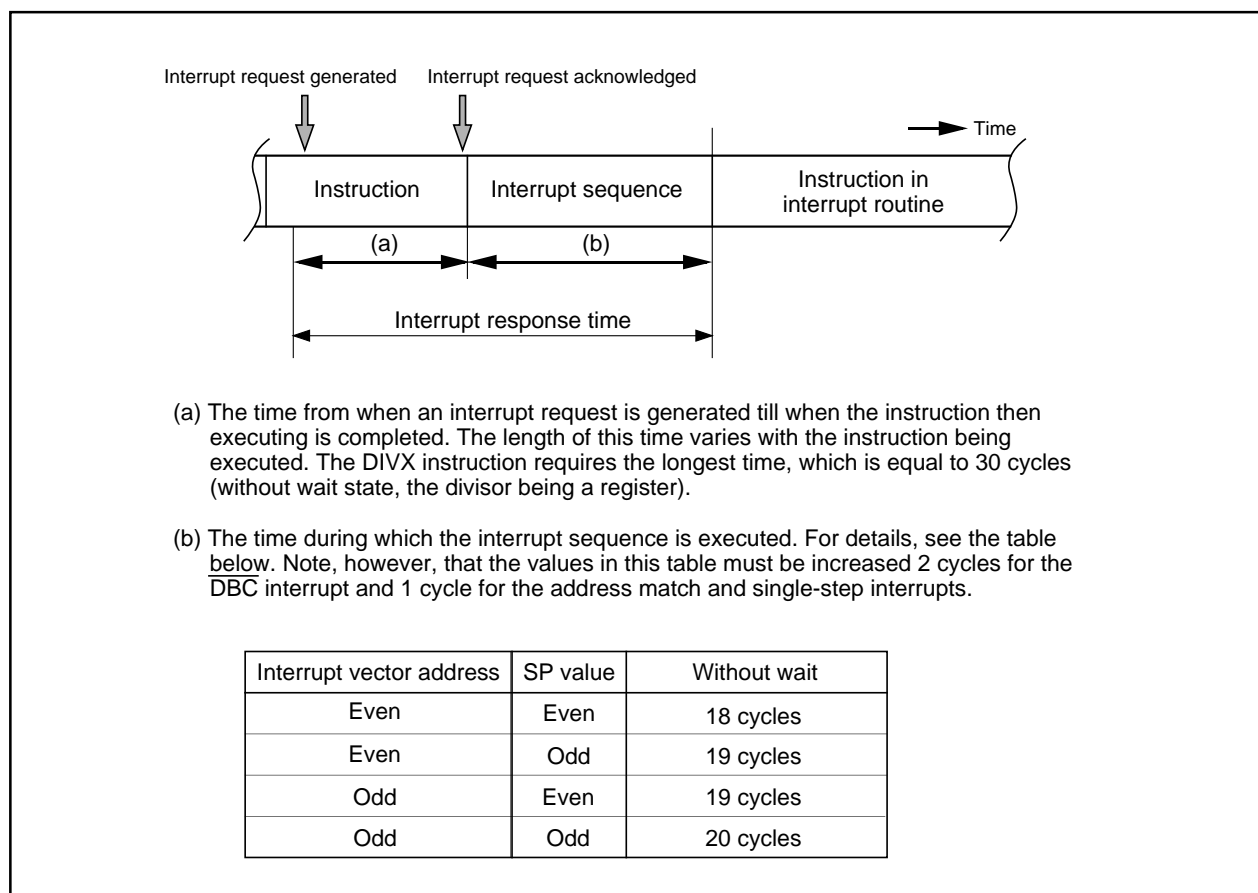 Interrupt request generated
Interrupt request acknowledged
Time
Instruction
Interrupt sequence
Instruction in
interrupt routine
(a)
(b)
Interrupt response time
(a) The time from when an interrupt request is generated till when the instruction then
executing is completed. The length of this time varies with the instruction being
executed. The DIVX instruction requires the longest time, which is equal to 30 cycles
(without wait state, the divisor being a register).
(b) The time during which the interrupt sequence is executed. For details, see the table
below. Note, however, that the values in this table must be increased 2 cycles for the
DBC interrupt and 1 cycle for the address match and single-step interrupts.
Interrupt vector address SP value Without wait
Even Even 18 cycles
Even Odd 19 cycles
Odd Even 19 cycles
Odd Odd 20 cycles